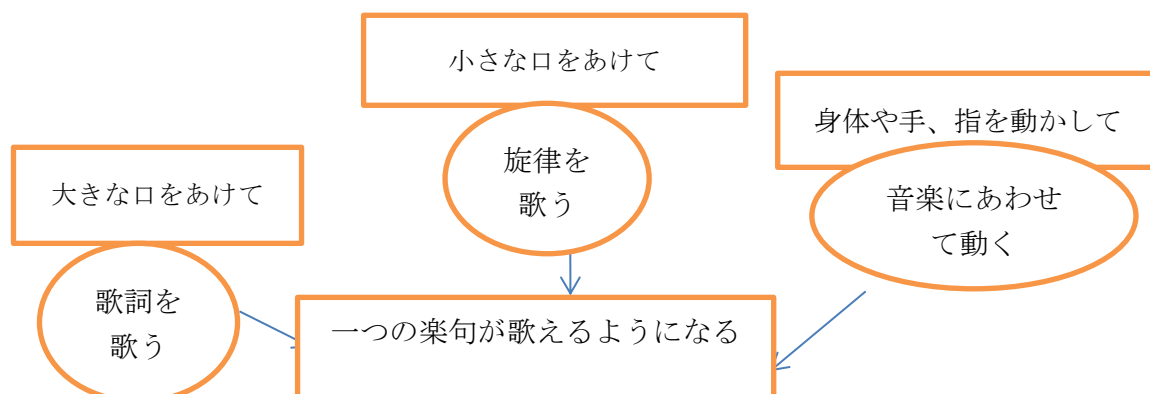 小さな口をあけて
旋律を
歌う
身体や手、指を動かして
音楽にあわせ
て動く
大きな口をあけて
歌詞を
歌う
一つの楽句が歌えるようになる